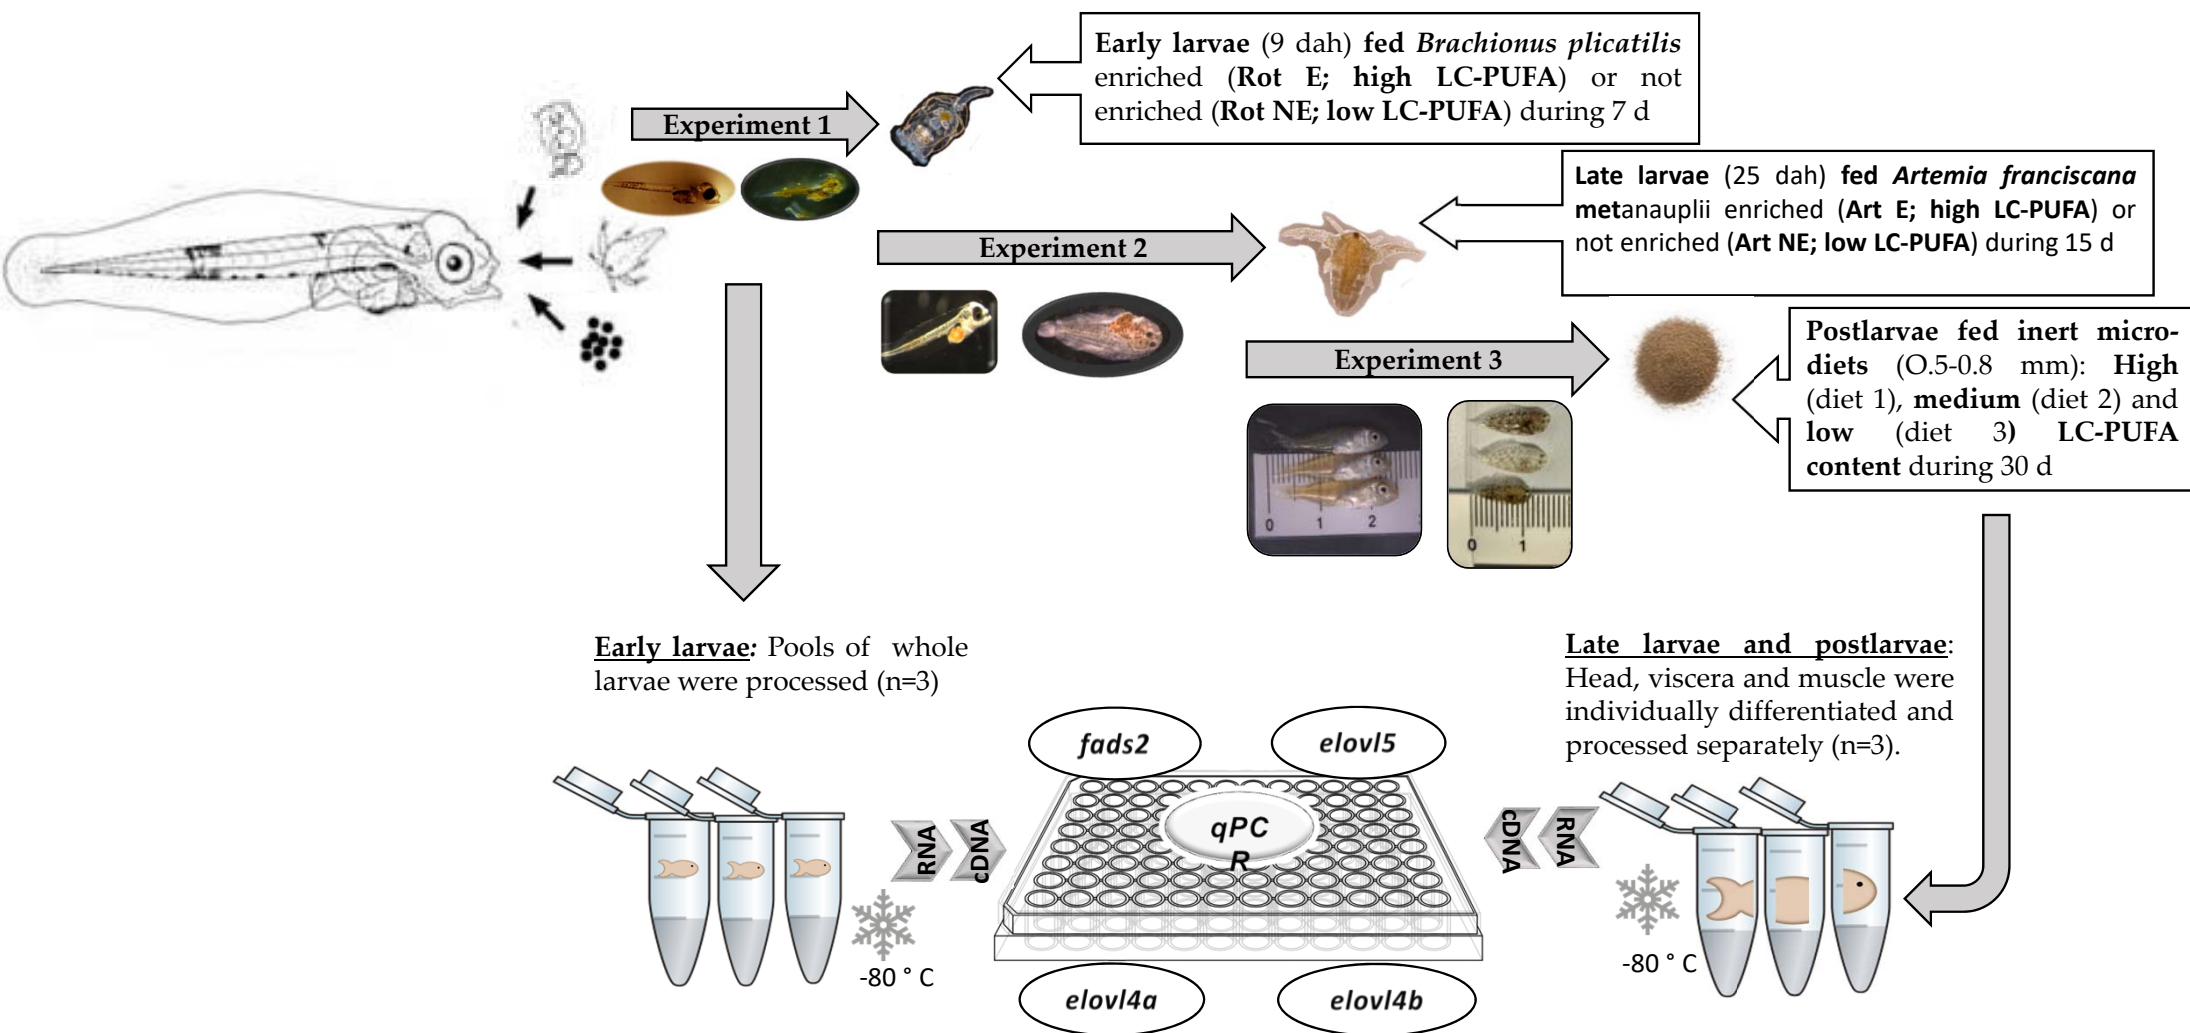 Early larvae (9 dah) fed Brachionus plicatilis
enriched (Rot E; high LC-PUFA) or not
enriched (Rot NE; low LC-PUFA) during 7 d
Experiment 1
Late larvae (25 dah) fed Artemia franciscana
metanauplii enriched (Art E; high LC-PUFA) or
not enriched (Art NE; low LC-PUFA) during 15 d
Experiment 2
Postlarvae fed inert micro-
diets (O.5-0.8 mm): High
(diet 1), medium (diet 2) and
low (diet 3) LC-PUFA
content during 30 d
Experiment 3
0 1 2
0 1
Early larvae: Pools of whole
larvae were processed (n=3)
Late larvae and postlarvae:
Head, viscera and muscle were
individually differentiated and
processed separately (n=3).
fads2
elovl5
qPC
R
RNA
cDNA
cDNA
RNA
-80 ° C
-80 ° C
elovl4a
elovl4b